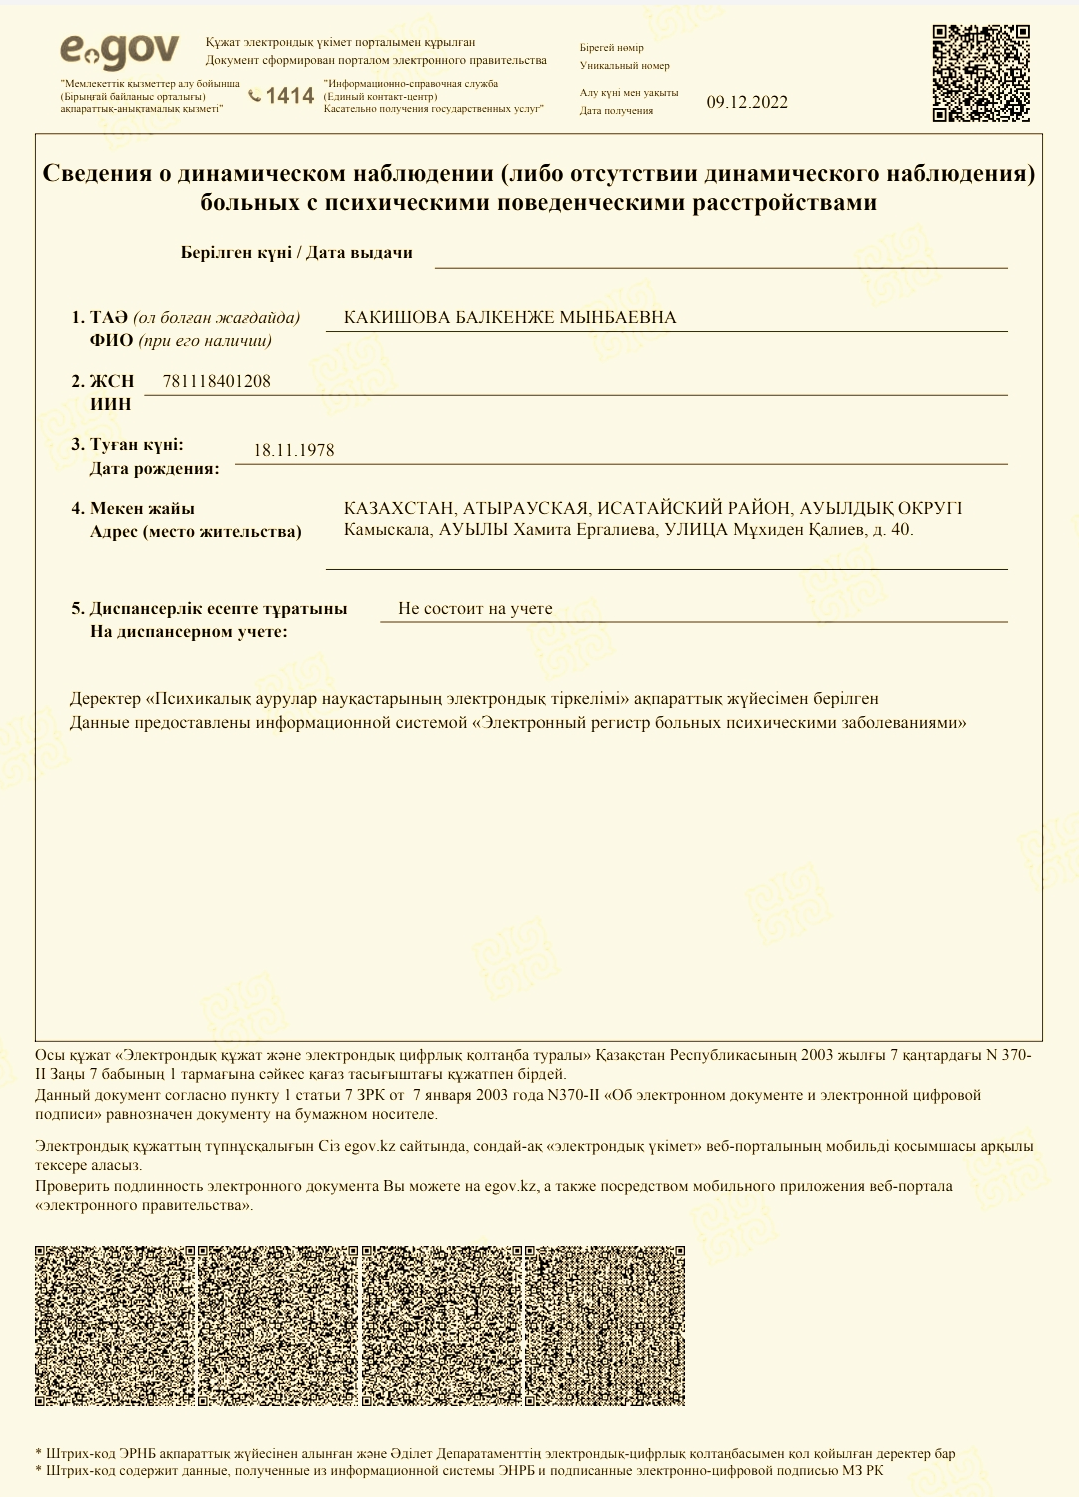 e.gov
Құжат электрондық үкімет порталымен құрылған
Документ сформирован порталом электронного правительства
"Мемлекеттік қызметтер алу бойынша
(Бірыңғай байланыс орталығы)
ақпараттық-анықтамалық қызметі"
1414
"Информационно-справочная служба
(Единый контакт-центр)
Касательно получения государственных услуг"
Бірегей нөмір
Уникальный номер
Алу күні мен уақыты
Дата получения
09.12.2022
Сведения о динамическом наблюдении (либо отсутствии динамического наблюдения)
больных с психическими поведенческими расстройствами
Берілген күні / Дата выдачи
1. ТАӘ (ол болған жағдайда) КАКИШОВА БАЛКЕНЖЕ МЫНБАЕВНА
ФИО (при его наличии)
2. ЖСН 781118401208
ИИН
3. Туған күні: 18.11.1978
Дата рождения:
4. Мекен жайы КАЗАХСТАН, АТЫРАУСКАЯ, ИСАТАЙСКИЙ РАЙОН, АУЫЛДЫҚ ОКРУГІ
Адрес (место жительства) Камыскала, АУЫЛЫ Хамита Ергалиева, УЛИЦА Мұхиден Қалиев, д. 40.
5. Диспансерлік есепте тұратыны Не состоит на учете
На диспансерном учете:
Деректер «Психикалық аурулар науқастарының электрондық тіркелімі» ақпараттық жүйесімен берілген
Данные предоставлены информационной системой «Электронный регистр больных психическими заболеваниями»
Осы құжат «Электрондық құжат және электрондық цифрлық қолтаңба туралы» Қазақстан Республикасының 2003 жылғы 7 қаңтардағы N 370-
II Заңы 7 бабының 1 тармағына сәйкес қағаз тасығыштағы құжатпен бірдей.
Данный документ согласно пункту 1 статьи 7 ЗРК от 7 января 2003 года N370-II «Об электронном документе и электронной цифровой
подписи» равнозначен документу на бумажном носителе.
Электрондық құжаттың түпнұсқалығын Сіз egov.kz сайтында, сондай-ақ «электрондық үкімет» веб-порталының мобильді қосымшасы арқылы
тексере аласыз.
Проверить подлинность электронного документа Вы можете на egov.kz, а также посредством мобильного приложения веб-портала
«электронного правительства».
* Штрих-код ЭРНБ ақпараттық жүйесінен алынған және Әділет Депаратаменттің электрондық-цифрлық қолтаңбасымен қол қойылған деректер бар
* Штрих-код содержит данные, полученные из информационной системы ЭНРБ и подписанные электронно-цифровой подписью МЗ РК